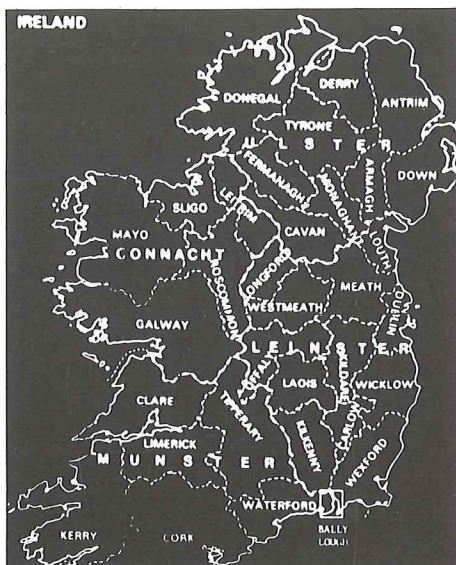 IRELAND
DERRY
DONEGAL
ANTRIM
TYRONE
ULSTER
FERMANAGH
MONAGHAN
ARMAGH
DOWN
SLIGO
LEITRIM
CAVAN
LOUTH
MAYO
CONNACHT
ROSCOMMON
LONGFORD
MEATH
WESTMEATH
DUBLIN
GALWAY
LEINSTER
OFFALY
LAOIS
KILDARE
WICKLOW
CLARE
TIPPERARY
CARLOW
LIMERICK
KILKENNY
MUNSTER
WEXFORD
WATERFORD
KERRY
CORK
BALLY
LOUGH